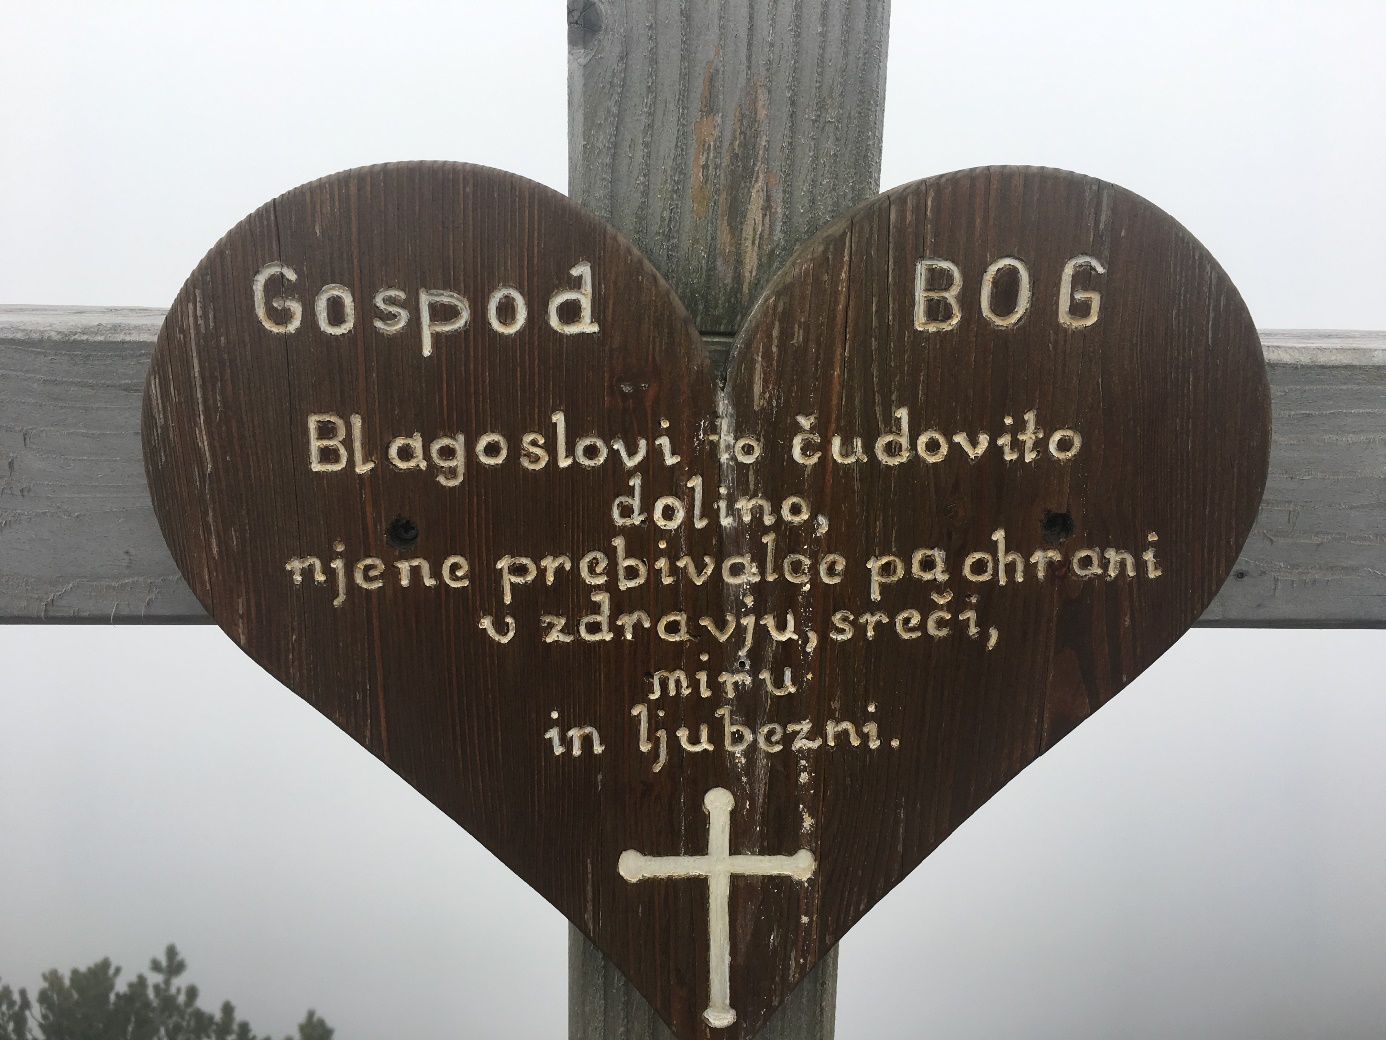 Gospod BOG
Blagoslovi to čudovito
dolino,
njene prebivalce pa ohrani
v zdravju, sreči,
miru
in ljubezni.